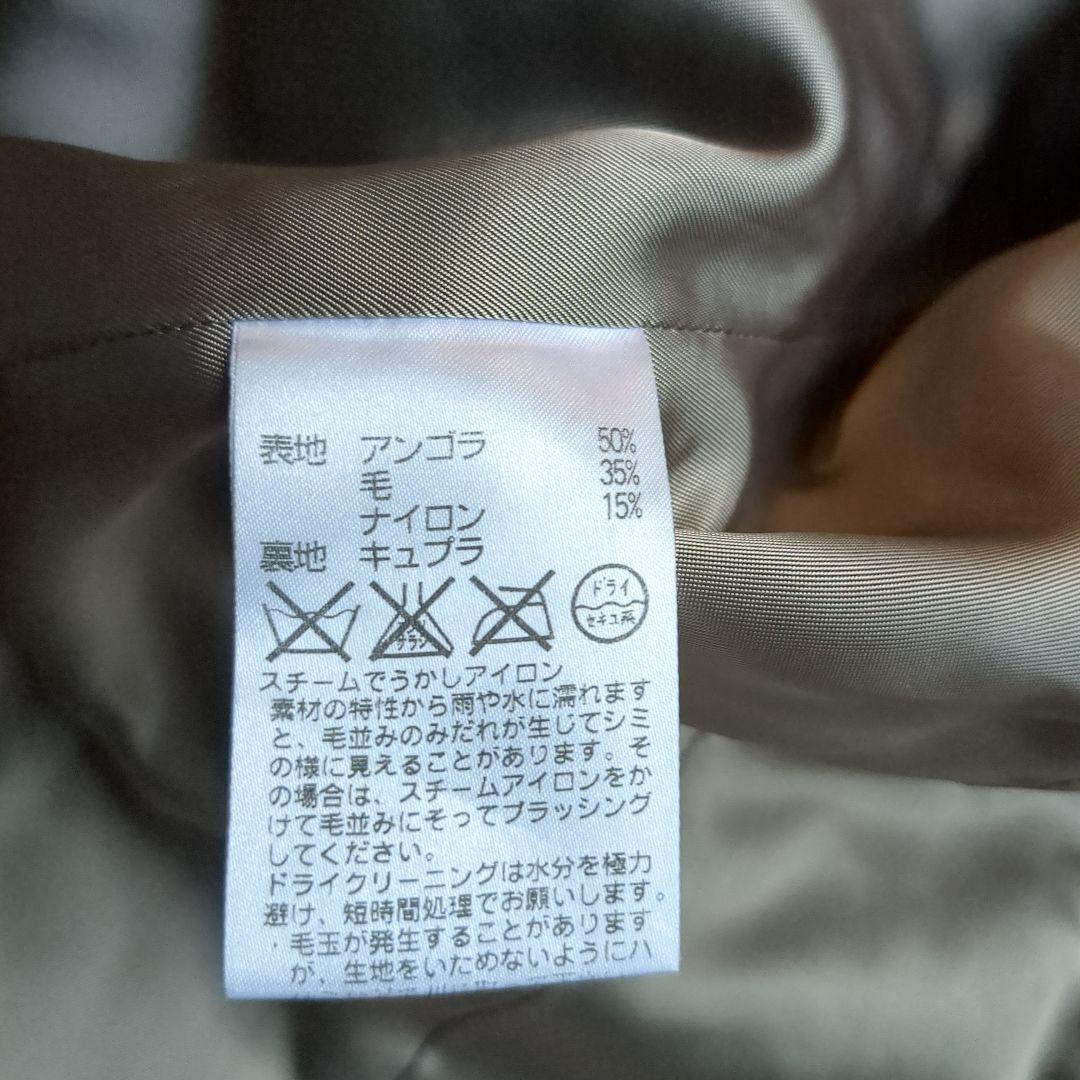 表地 アンゴラ 50%
毛 35%
ナイロン 15%
裏地 キュプラ
ドライ
セキユ系
スチームでうかしアイロン
素材の特性から雨や水に濡れます
と、毛並みのみだれが生じてシミ
の様に見えることがあります。そ
の場合は、スチームアイロンをか
けて毛並みにそってブラッシング
してください。
ドライクリーニングは水分を極力
避け、短時間処理でお願いします。
・毛玉が発生することがあります
が、生地をいためないようにハ